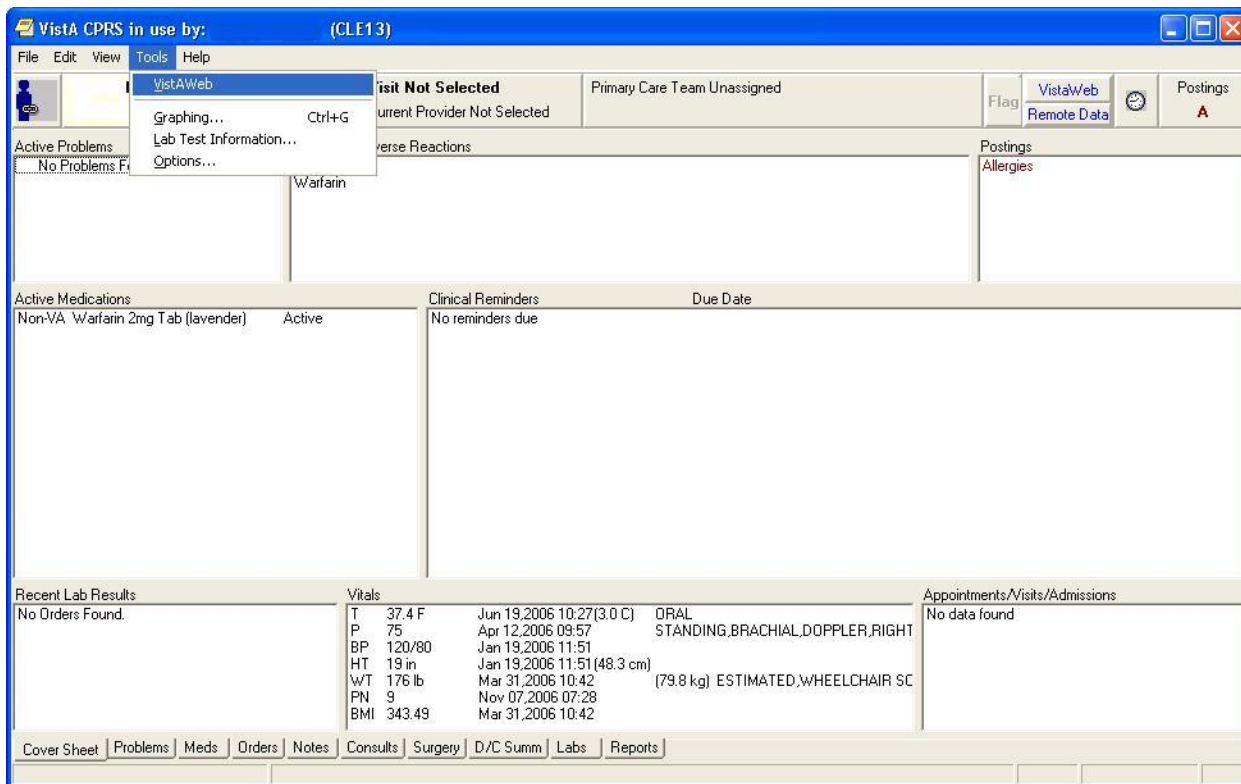 VistA CPRS in use by: (CLE13)
File Edit View Tools Help
VistAWeb
Graphing... Ctrl+G
Lab Test Information...
Options...
Visit Not Selected
Current Provider Not Selected
Primary Care Team Unassigned
Flag
VistaWeb
Remote Data
Postings
A
Active Problems
No Problems
verse Reactions
Warfarin
Postings
Allergies
Active Medications
Non-VA Warfarin 2mg Tab (lavender) Active
Clinical Reminders Due Date
No reminders due
Recent Lab Results
No Orders Found.
Vitals
T 37.4 F Jun 19,2006 10:27(3.0 C) ORAL
P 75 Apr 12,2006 09:57 STANDING,BRACHIAL,DOPPLER,RIGHT
BP 120/80 Jan 19,2006 11:51
HT 19 in Jan 19,2006 11:51(48.3 cm)
WT 176 lb Mar 31,2006 10:42 (79.8 kg) ESTIMATED,WHEELCHAIR SC
PN 9 Nov 07,2006 07:28
BMI 343.49 Mar 31,2006 10:42
Appointments/Visits/Admissions
No data found
Cover Sheet Problems Meds Orders Notes Consults Surgery D/C Summ Labs Reports